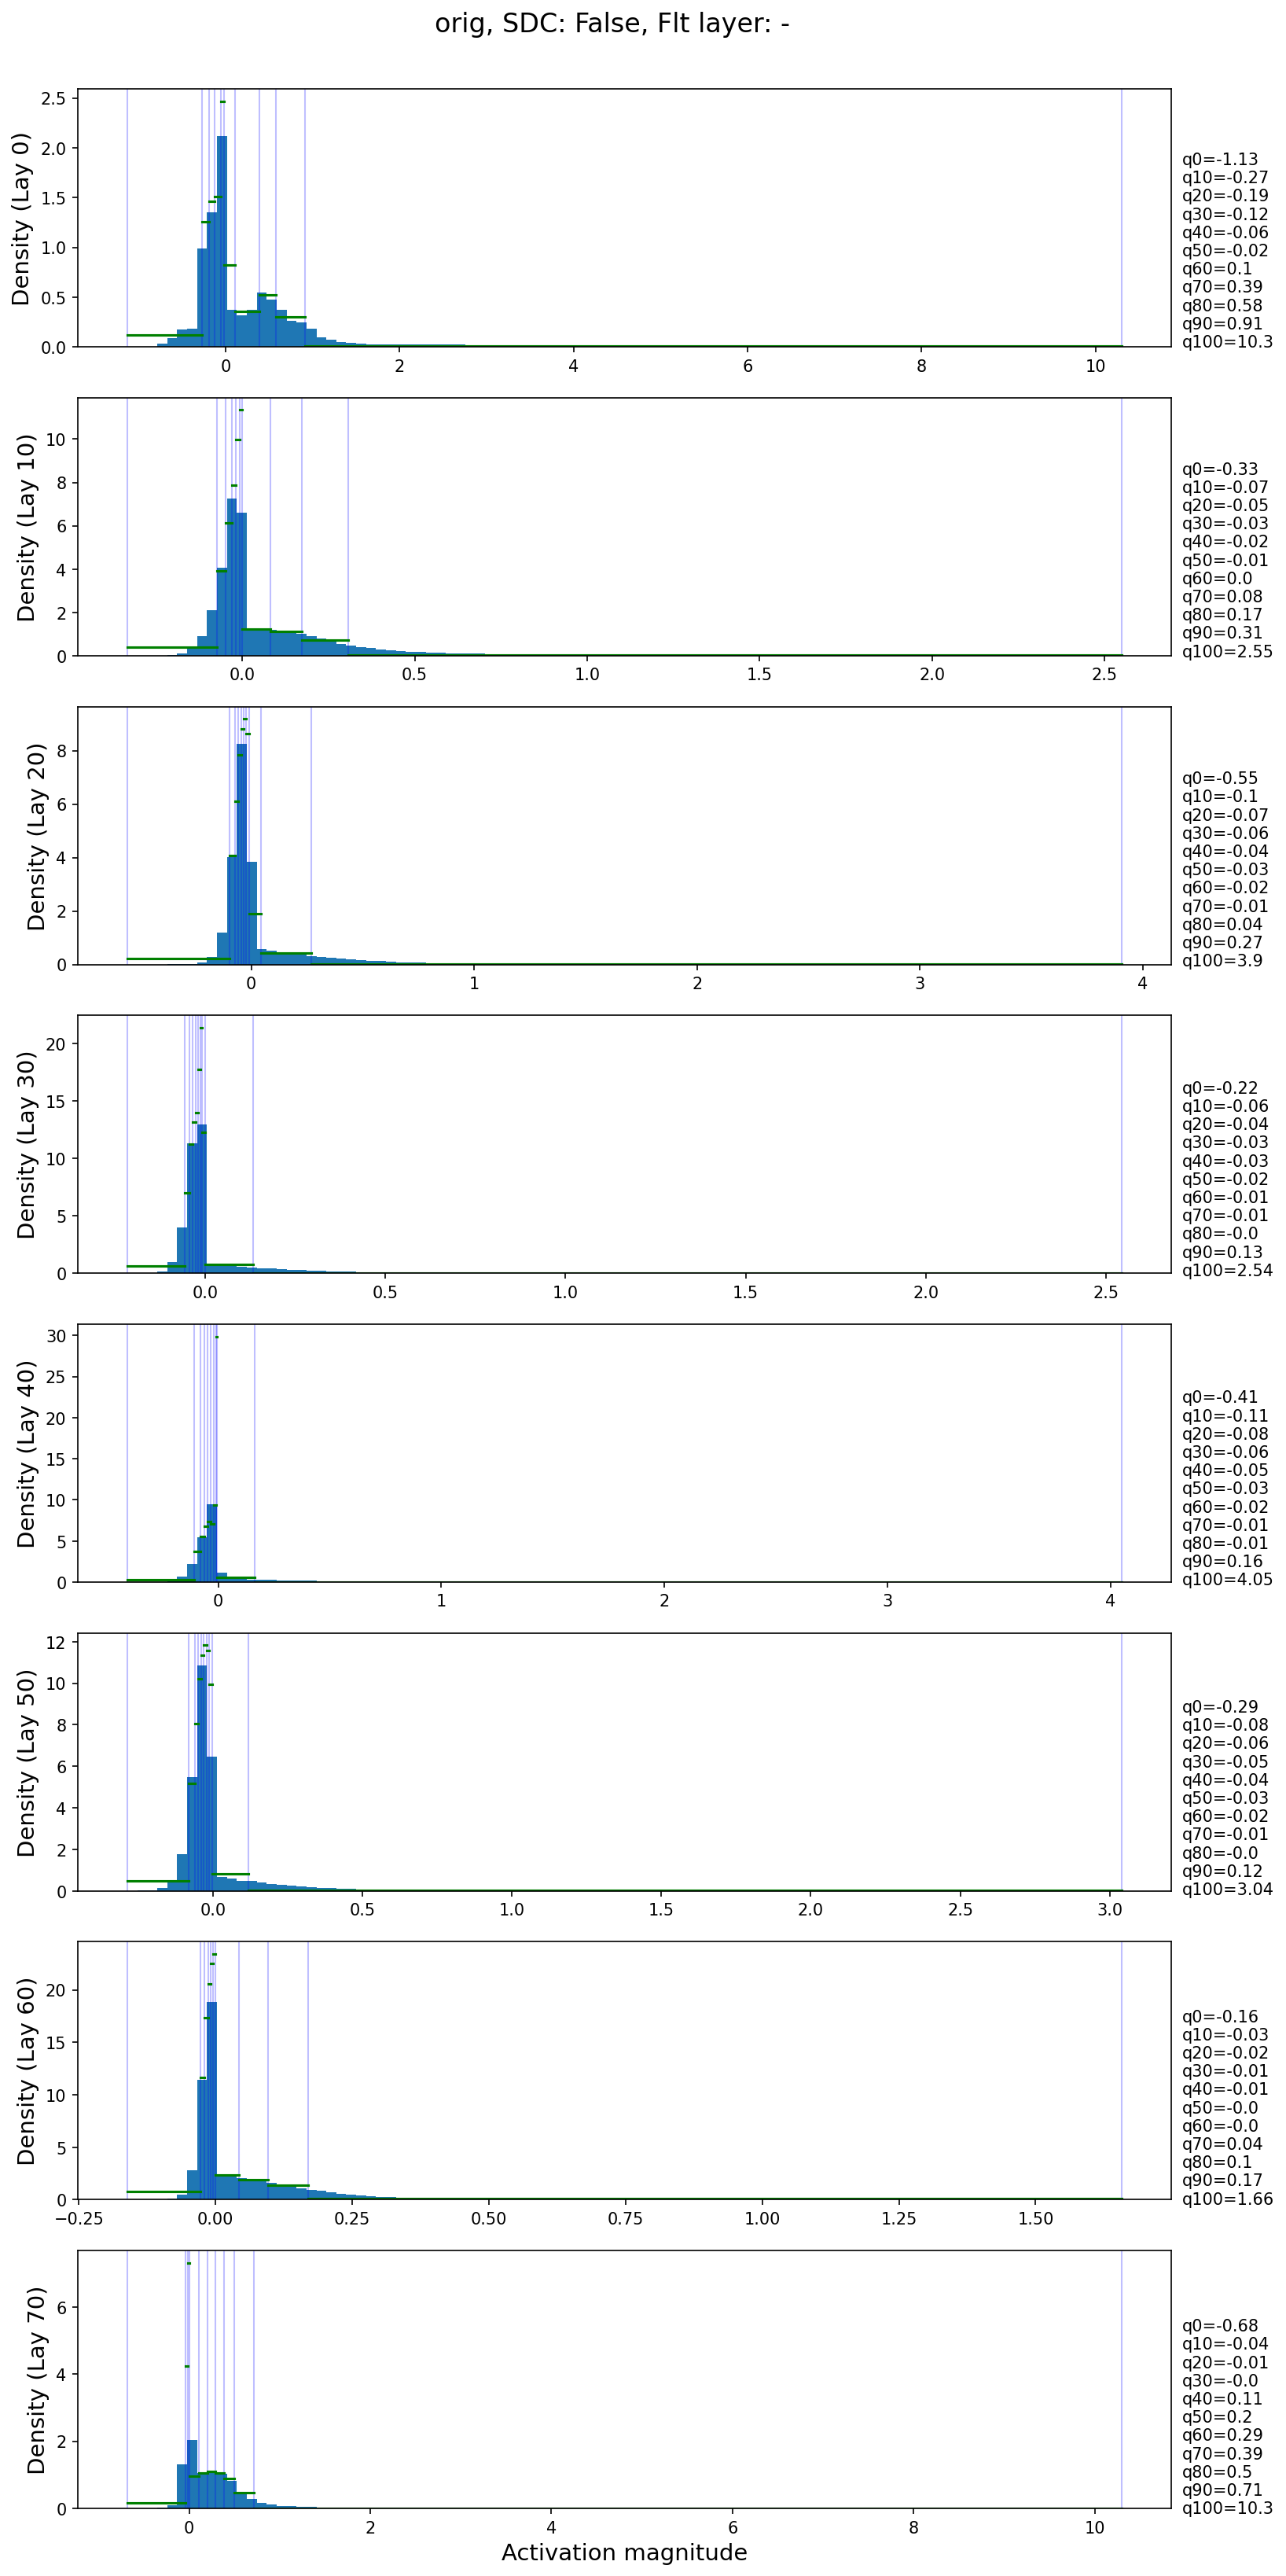 orig, SDC: False, Flt layer: -
Density (Lay 0)
2.5
2.0
1.5
1.0
0.5
0.0
0 2 4 6 8 10
q0=-1.13
q10=-0.27
q20=-0.19
q30=-0.12
q40=-0.06
q50=-0.02
q60=0.1
q70=0.39
q80=0.58
q90=0.91
q100=10.3
Density (Lay 10)
10
8
6
4
2
0
0.0 0.5 1.0 1.5 2.0 2.5
q0=-0.33
q10=-0.07
q20=-0.05
q30=-0.03
q40=-0.02
q50=-0.01
q60=0.0
q70=0.08
q80=0.17
q90=0.31
q100=2.55
Density (Lay 20)
8
6
4
2
0
0 1 2 3 4
q0=-0.55
q10=-0.1
q20=-0.07
q30=-0.06
q40=-0.04
q50=-0.03
q60=-0.02
q70=-0.01
q80=0.04
q90=0.27
q100=3.9
Density (Lay 30)
20
15
10
5
0
0.0 0.5 1.0 1.5 2.0 2.5
q0=-0.22
q10=-0.06
q20=-0.04
q30=-0.03
q40=-0.03
q50=-0.02
q60=-0.01
q70=-0.01
q80=-0.0
q90=0.13
q100=2.54
Density (Lay 40)
30
25
20
15
10
5
0
0 1 2 3 4
q0=-0.41
q10=-0.11
q20=-0.08
q30=-0.06
q40=-0.05
q50=-0.03
q60=-0.02
q70=-0.01
q80=-0.01
q90=0.16
q100=4.05
Density (Lay 50)
12
10
8
6
4
2
0
0.0 0.5 1.0 1.5 2.0 2.5 3.0
q0=-0.29
q10=-0.08
q20=-0.06
q30=-0.05
q40=-0.04
q50=-0.03
q60=-0.02
q70=-0.01
q80=-0.0
q90=0.12
q100=3.04
Density (Lay 60)
20
15
10
5
0
−0.25 0.00 0.25 0.50 0.75 1.00 1.25 1.50
q0=-0.16
q10=-0.03
q20=-0.02
q30=-0.01
q40=-0.01
q50=-0.0
q60=-0.0
q70=0.04
q80=0.1
q90=0.17
q100=1.66
Density (Lay 70)
6
4
2
0
0 2 4 6 8 10
q0=-0.68
q10=-0.04
q20=-0.01
q30=-0.0
q40=0.11
q50=0.2
q60=0.29
q70=0.39
q80=0.5
q90=0.71
q100=10.3
Activation magnitude